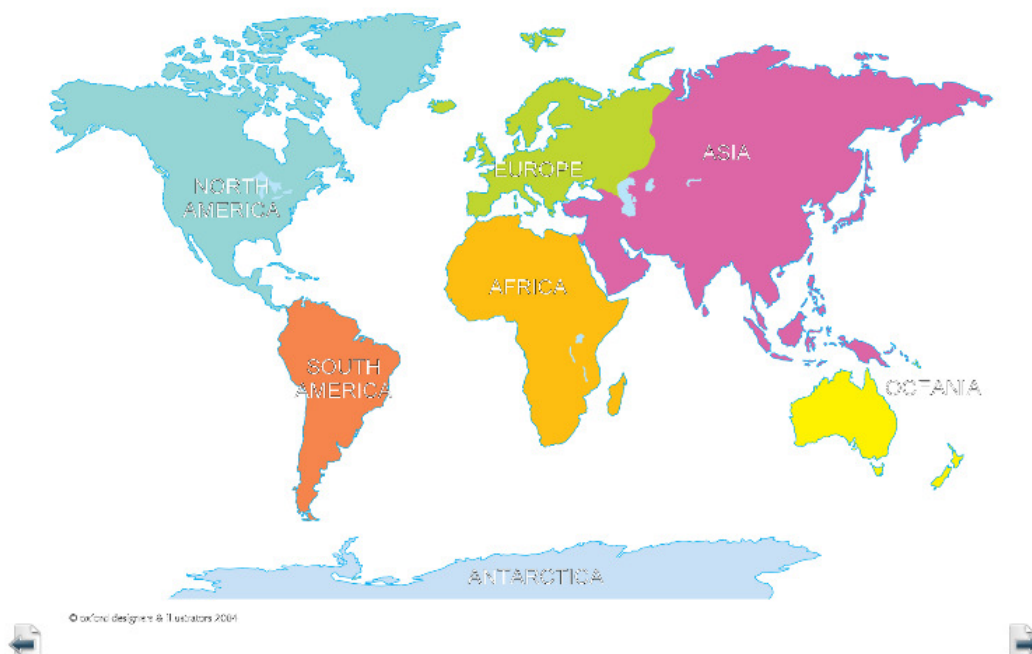 NORTH
AMERICA
EUROPE
ASIA
AFRICA
SOUTH
AMERICA
OCEANIA
ANTARCTICA
© oxford designers & illustrators 2004